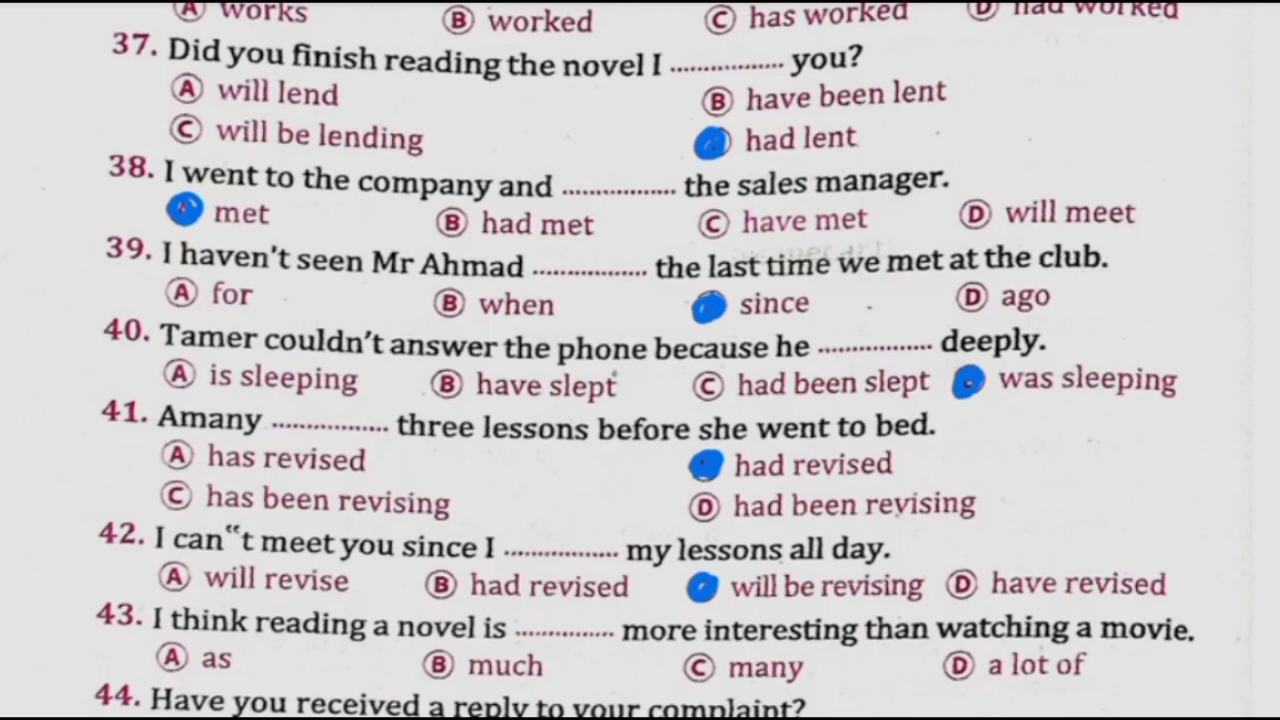 A works B worked C has worked D had worked
37. Did you finish reading the novel I ................ you?
A will lend B have been lent
C will be lending had lent
38. I went to the company and ................ the sales manager.
met B had met C have met D will meet
39. I haven't seen Mr Ahmad ................ the last time we met at the club.
A for B when since D ago
40. Tamer couldn't answer the phone because he ................ deeply.
A is sleeping B have slept C had been slept was sleeping
41. Amany ................ three lessons before she went to bed.
A has revised had revised
C has been revising D had been revising
42. I can“t meet you since I ................ my lessons all day.
A will revise B had revised will be revising D have revised
43. I think reading a novel is .............. more interesting than watching a movie.
A as B much C many D a lot of
44. Have you received a reply to your complaint?